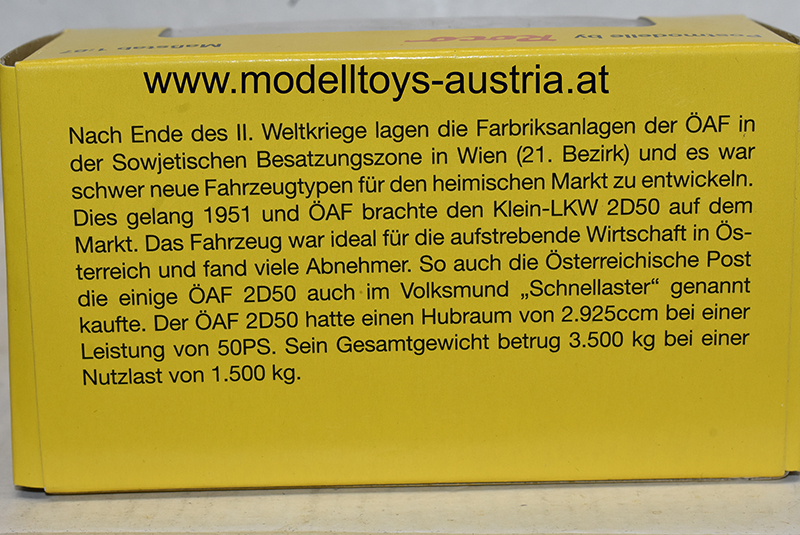 Postmodelle by Roco
Maßstab 1:87
www.modelltoys-austria.at
Nach Ende des II. Weltkriege lagen die Farbriksanlagen der ÖAF in
der Sowjetischen Besatzungszone in Wien (21. Bezirk) und es war
schwer neue Fahrzeugtypen für den heimischen Markt zu entwickeln.
Dies gelang 1951 und ÖAF brachte den Klein-LKW 2D50 auf dem
Markt. Das Fahrzeug war ideal für die aufstrebende Wirtschaft in Ös-
terreich und fand viele Abnehmer. So auch die Österreichische Post
die einige ÖAF 2D50 auch im Volksmund „Schnellaster“ genannt
kaufte. Der ÖAF 2D50 hatte einen Hubraum von 2.925ccm bei einer
Leistung von 50PS. Sein Gesamtgewicht betrug 3.500 kg bei einer
Nutzlast von 1.500 kg.